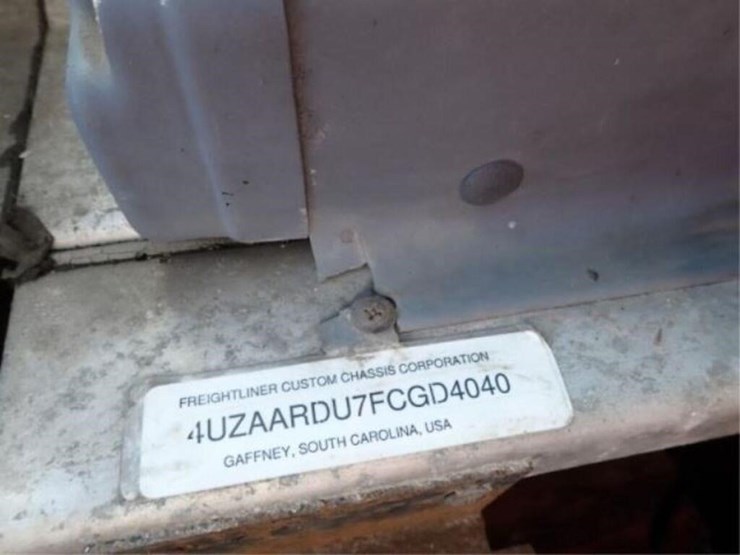 FREIGHTLINER CUSTOM CHASSIS CORPORATION
4UZAARDU7FCGD4040
GAFFNEY, SOUTH CAROLINA, USA